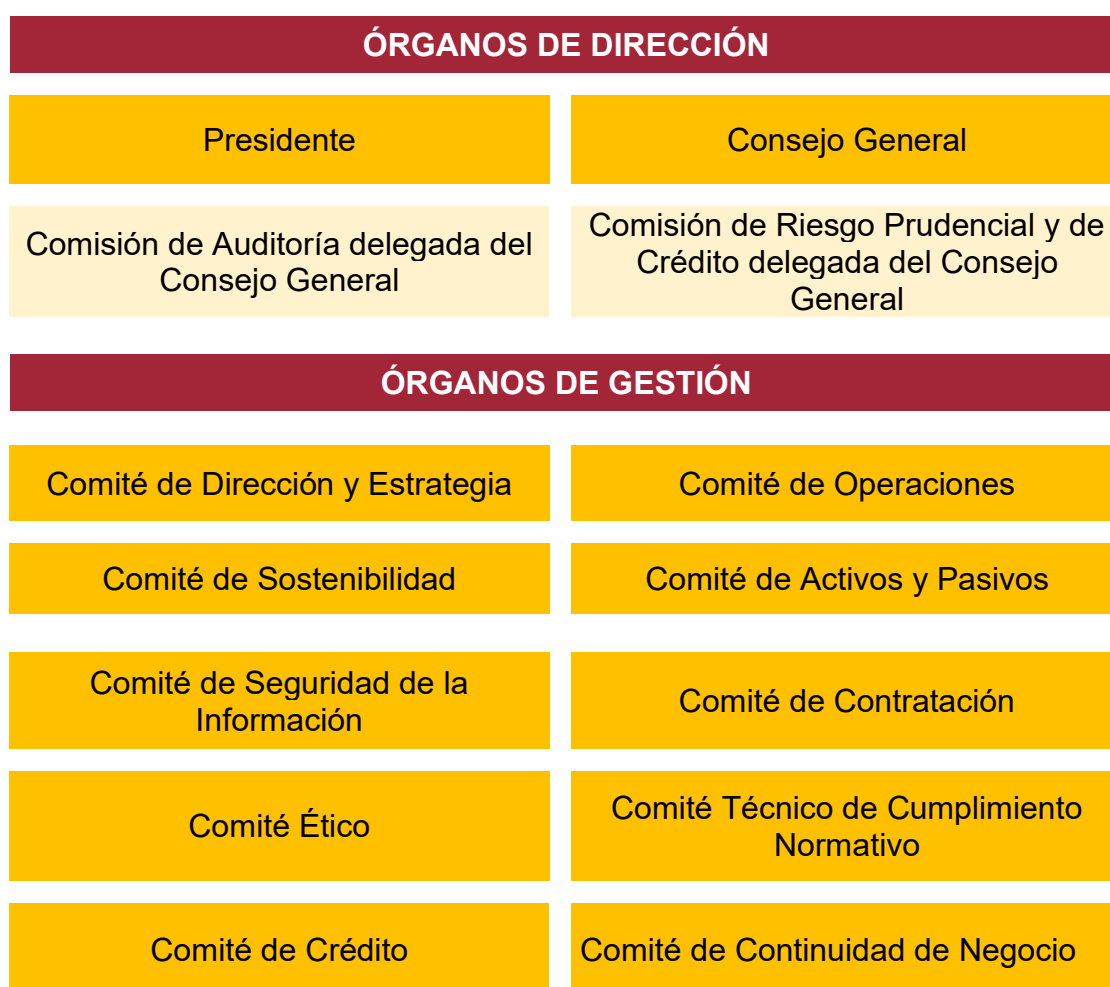 ÓRGANOS DE DIRECCIÓN
Presidente
Consejo General
Comisión de Auditoría delegada del
Consejo General
Comisión de Riesgo Prudencial y de
Crédito delegada del Consejo
General
ÓRGANOS DE GESTIÓN
Comité de Dirección y Estrategia
Comité de Operaciones
Comité de Sostenibilidad
Comité de Activos y Pasivos
Comité de Seguridad de la
Información
Comité de Contratación
Comité Ético
Comité Técnico de Cumplimiento
Normativo
Comité de Crédito
Comité de Continuidad de Negocio